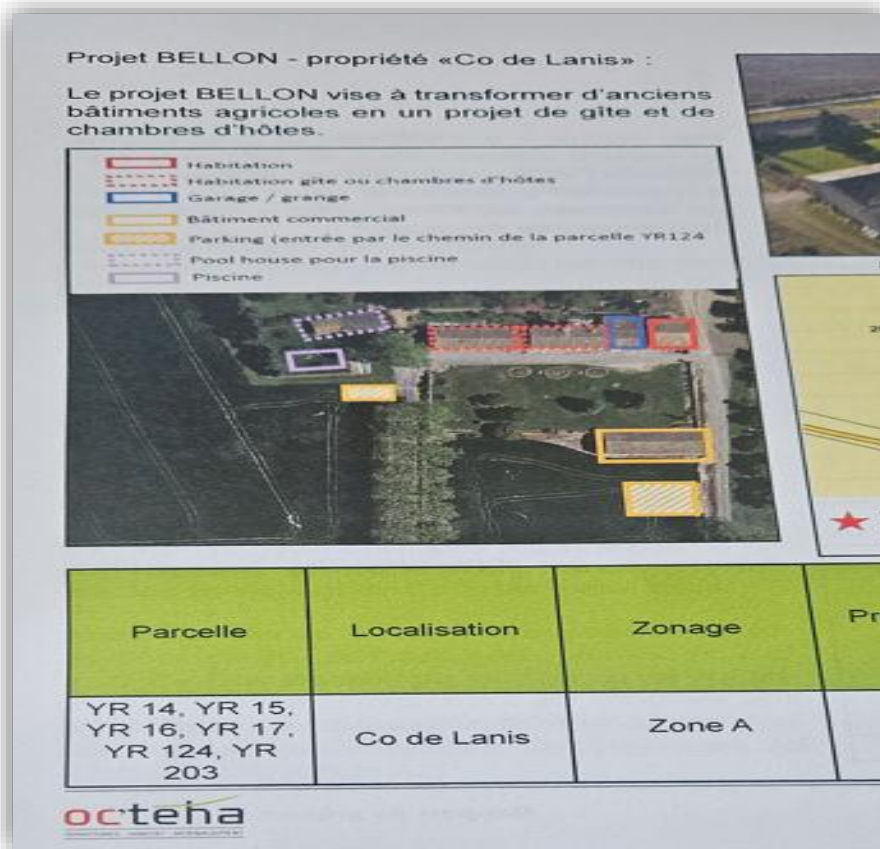 Projet BELLON - propriété «Co de Lanis» :
Le projet BELLON vise à transformer d'anciens
bâtiments agricoles en un projet de gîte et de
chambres d'hôtes.
Habitation
Habitation gîte ou chambres d'hôtes
Garage / grange
Bâtiment commercial
Parking (entrée par le chemin de la parcelle YR124
Pool house pour la piscine
Piscine
Parcelle
Localisation
Zonage
Pr
YR 14, YR 15,
YR 16, YR 17,
YR 124, YR
203
Co de Lanis
Zone A
octeha